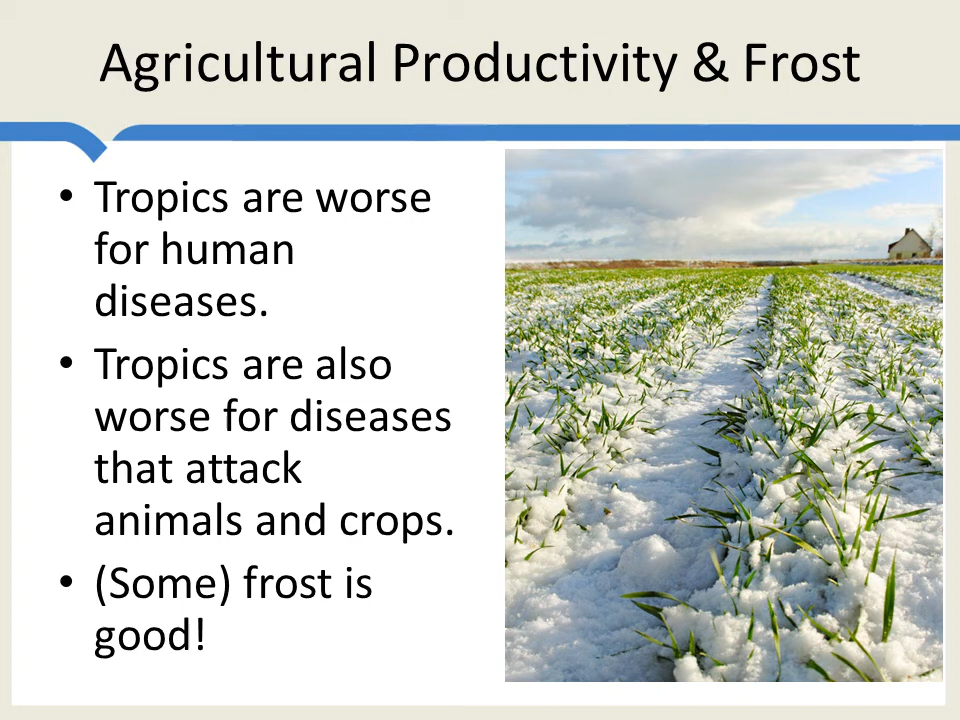 Agricultural Productivity & Frost
• Tropics are worse
for human
diseases.
• Tropics are also
worse for diseases
that attack
animals and crops.
• (Some) frost is
good!